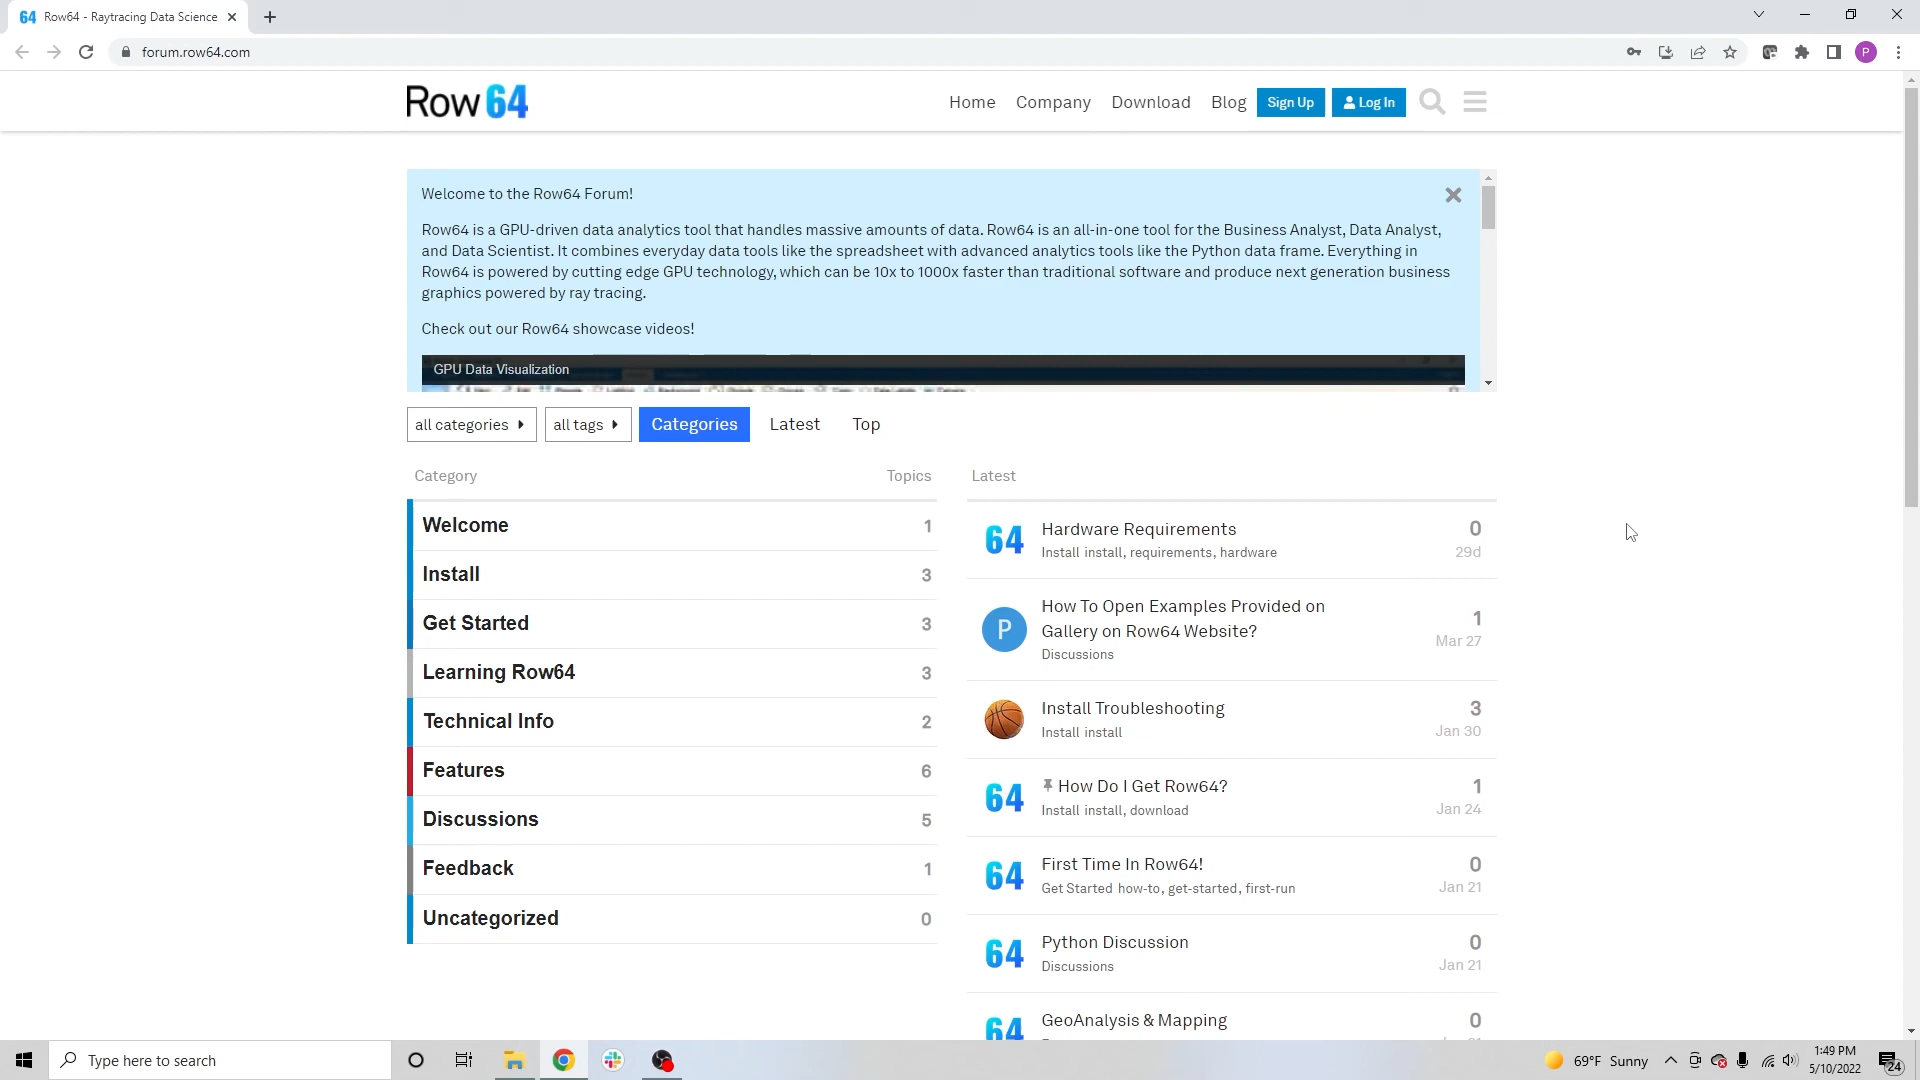 Row64 - Raytracing Data Science
forum.row64.com
P
Row64
Home Company Download Blog Sign Up Log In
Welcome to the Row64 Forum!
Row64 is a GPU-driven data analytics tool that handles massive amounts of data. Row64 is an all-in-one tool for the Business Analyst, Data Analyst,
and Data Scientist. It combines everyday data tools like the spreadsheet with advanced analytics tools like the Python data frame. Everything in
Row64 is powered by cutting edge GPU technology, which can be 10x to 1000x faster than traditional software and produce next generation business
graphics powered by ray tracing.
Check out our Row64 showcase videos!
GPU Data Visualization
all categories all tags Categories Latest Top
Category Topics
Welcome 1
Install 3
Get Started 3
Learning Row64 3
Technical Info 2
Features 6
Discussions 5
Feedback 1
Uncategorized 0
Latest
64 Hardware Requirements 0
Install install, requirements, hardware 29d
P How To Open Examples Provided on
Gallery on Row64 Website? 1
Discussions Mar 27
Install Troubleshooting 3
Install install Jan 30
64 How Do I Get Row64? 1
Install install, download Jan 24
64 First Time In Row64! 0
Get Started how-to, get-started, first-run Jan 21
64 Python Discussion 0
Discussions Jan 21
64 GeoAnalysis & Mapping 0
Type here to search
69°F Sunny
1:49 PM
5/10/2022
24